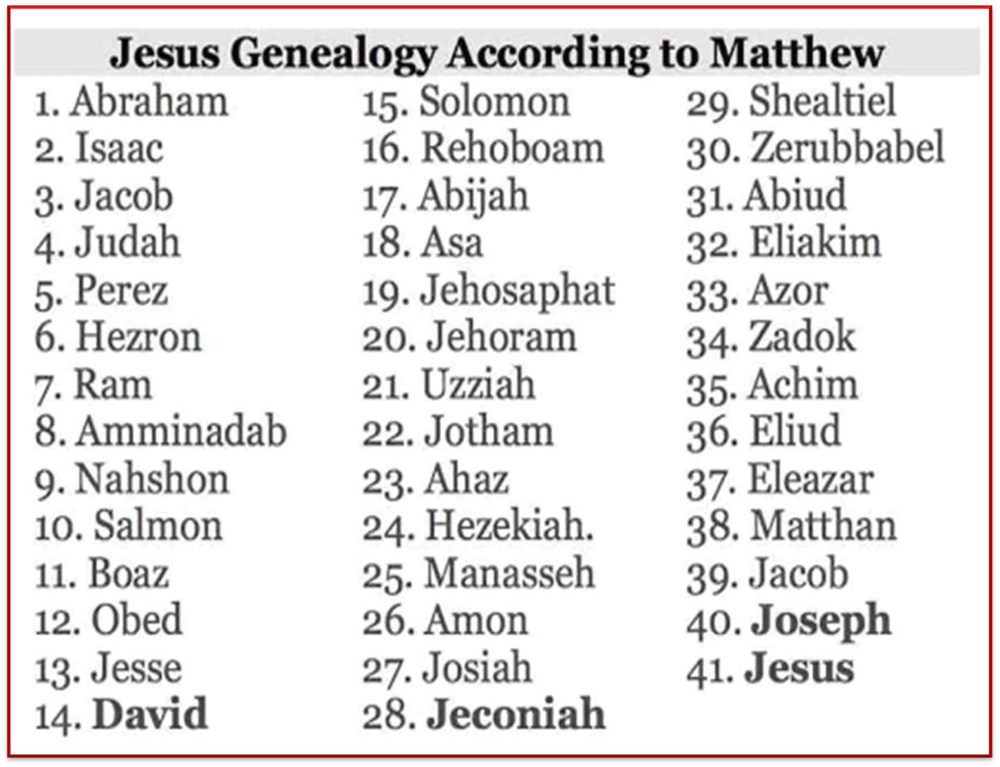 Jesus Genealogy According to Matthew
1. Abraham
2. Isaac
3. Jacob
4. Judah
5. Perez
6. Hezron
7. Ram
8. Amminadab
9. Nahshon
10. Salmon
11. Boaz
12. Obed
13. Jesse
14. David
15. Solomon
16. Rehoboam
17. Abijah
18. Asa
19. Jehosaphat
20. Jehoram
21. Uzziah
22. Jotham
23. Ahaz
24. Hezekiah.
25. Manasseh
26. Amon
27. Josiah
28. Jeconiah
29. Shealtiel
30. Zerubbabel
31. Abiud
32. Eliakim
33. Azor
34. Zadok
35. Achim
36. Eliud
37. Eleazar
38. Matthan
39. Jacob
40. Joseph
41. Jesus